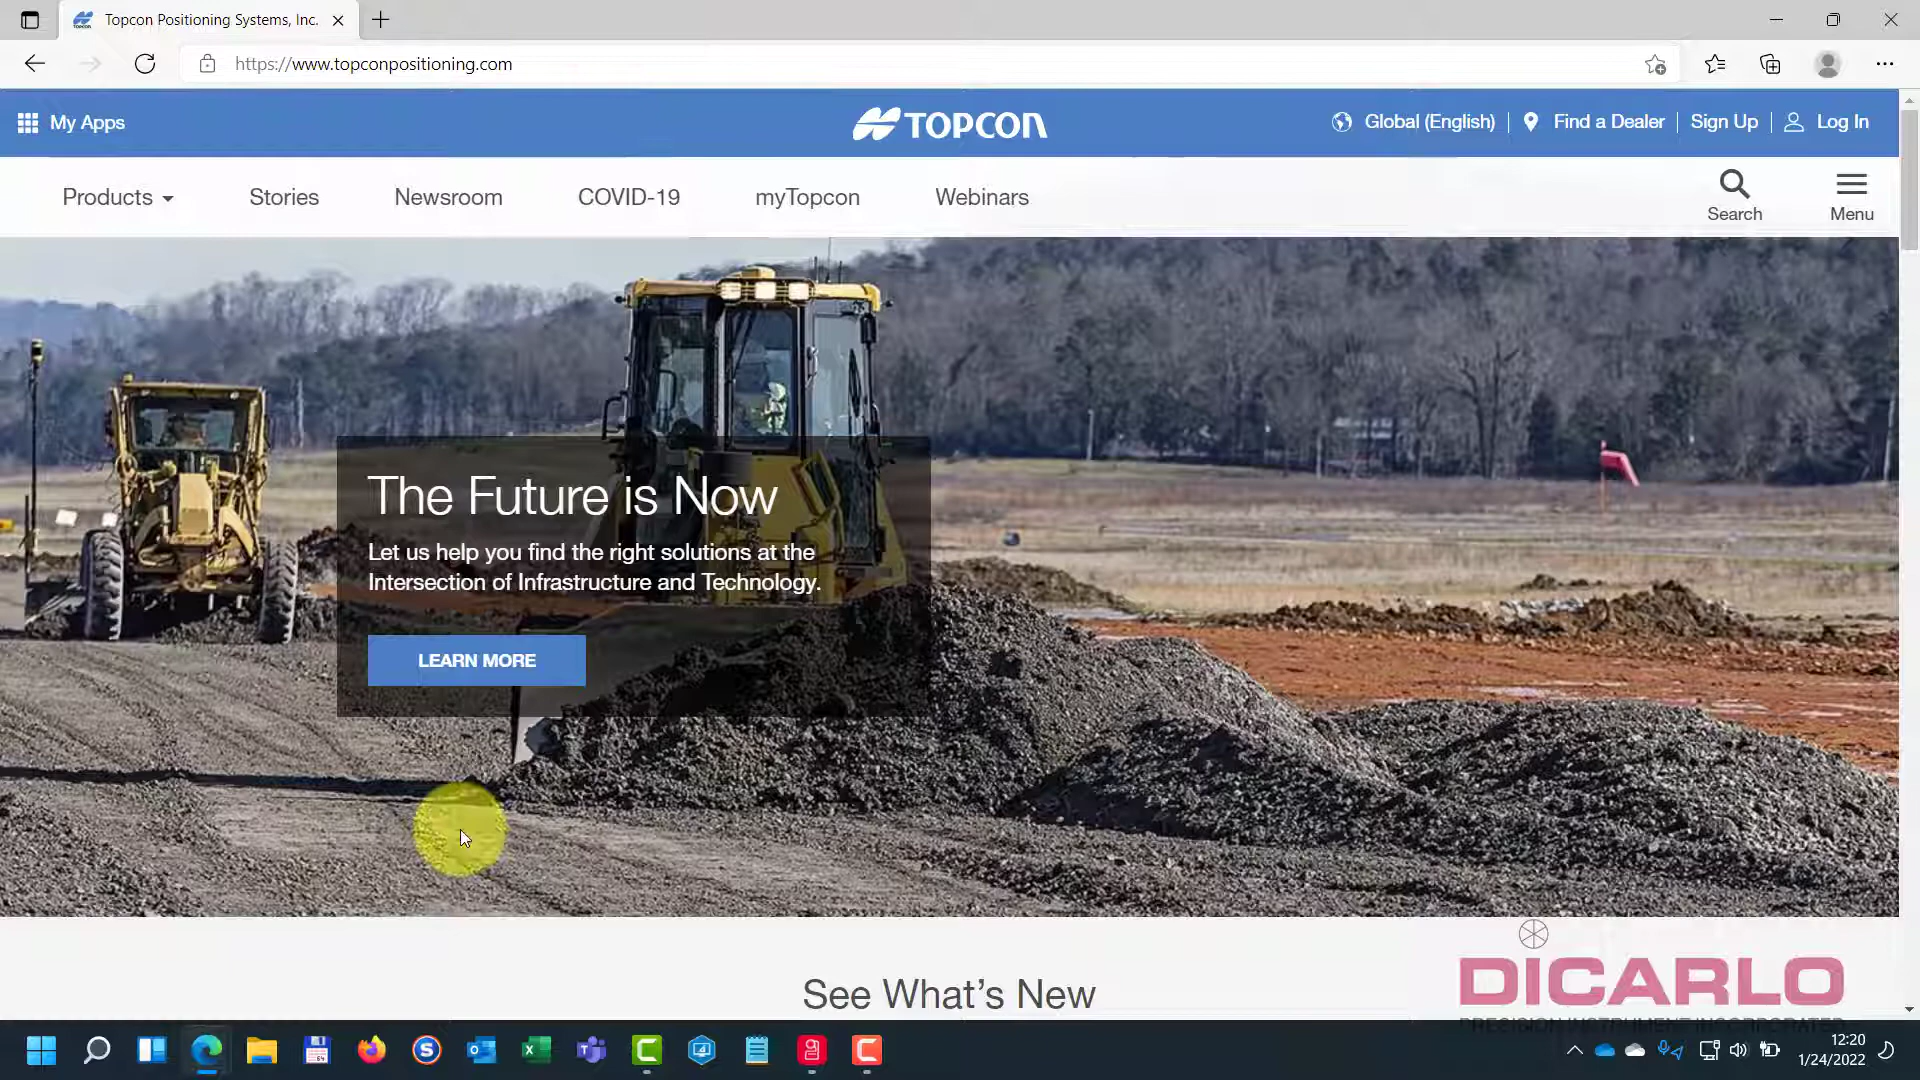 Topcon Positioning Systems, Inc.
https://www.topconpositioning.com
My Apps
TOPCON
Global (English)
Find a Dealer
Sign Up
Log In
Products
Stories
Newsroom
COVID-19
myTopcon
Webinars
Search
Menu
The Future is Now
Let us help you find the right solutions at the
Intersection of Infrastructure and Technology.
LEARN MORE
See What's New
DICARLO
PRECISION INSTRUMENT INCORPORATED
12:20
1/24/2022